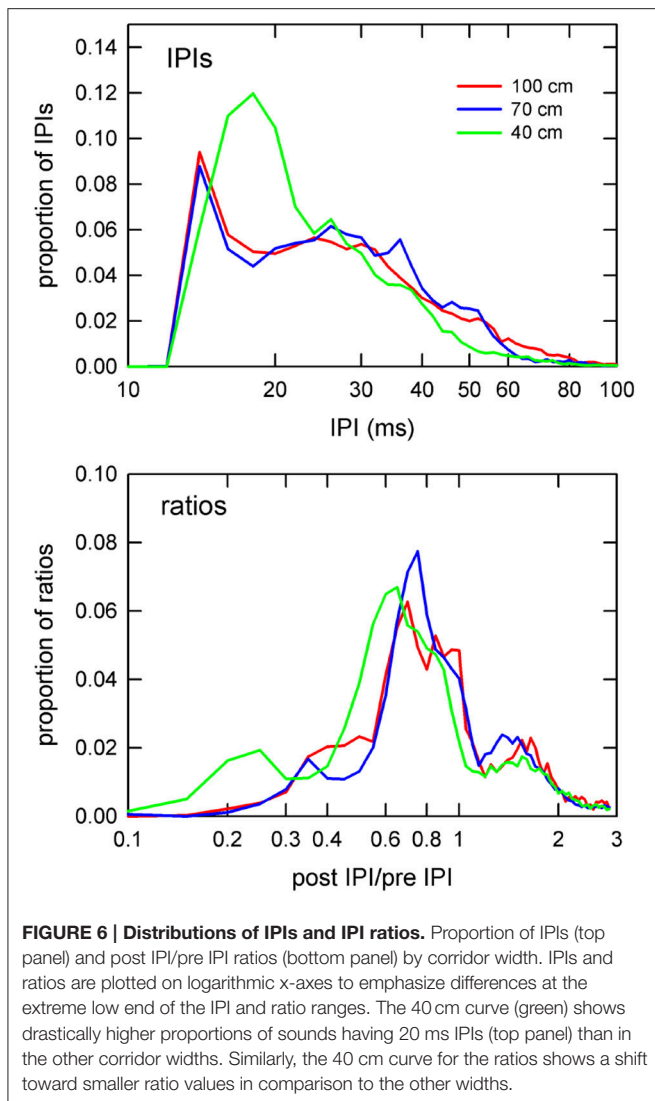 0.14
IPIs
0.12
100 cm
70 cm
40 cm
0.10
0.08
0.06
0.04
0.02
0.00
proportion of IPIs
10 20 30 40 50 60 80 100
IPI (ms)
0.10
ratios
0.08
0.06
0.04
0.02
0.00
proportion of ratios
0.1 0.2 0.3 0.4 0.6 0.8 1 2 3
post IPI/pre IPI
FIGURE 6 | Distributions of IPIs and IPI ratios. Proportion of IPIs (top
panel) and post IPI/pre IPI ratios (bottom panel) by corridor width. IPIs and
ratios are plotted on logarithmic x-axes to emphasize differences at the
extreme low end of the IPI and ratio ranges. The 40 cm curve (green) shows
drastically higher proportions of sounds having 20 ms IPIs (top panel) than in
the other corridor widths. Similarly, the 40 cm curve for the ratios shows a shift
toward smaller ratio values in comparison to the other widths.